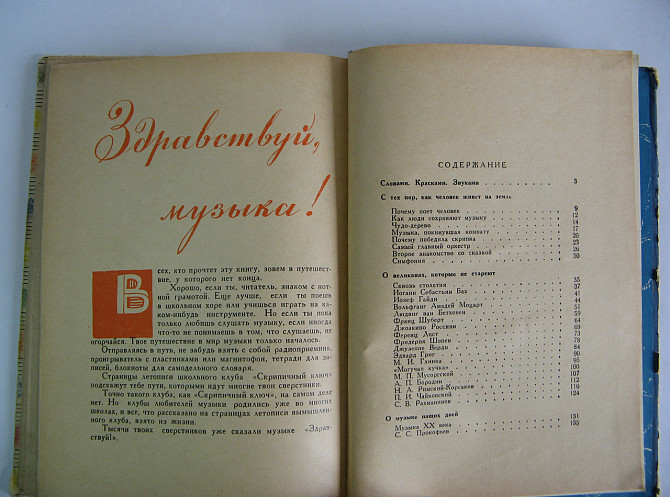 Здравствуй,
музыка!
Всех, кто прочтет эту книгу, зовем в путешест-
вие, у которого нет конца.
Хорошо, если ты, читатель, знаком с нот-
ной грамотой. Еще лучше, если ты поешь
в школьном хоре или учишься играть на ка-
ком-нибудь инструменте. Но если ты пока
только любишь слушать музыку, если иногда
что-то не понимаешь в том, что слушаешь, не
огорчайся. Твое путешествие в мир музыки только началось.
Отправляясь в путь, не забудь взять с собой радиоприемник,
проигрыватель с пластинками или магнитофон, тетради для за-
писей, блокноты для самодельного словаря.
Страницы летописи школьного клуба «Скрипичный ключ»
подскажут тебе пути, которыми идут многие твои сверстники.
Точно такого клуба, как «Скрипичный ключ», на самом деле
нет. Но клубы любителей музыки родились уже во многих
школах, и все, что рассказано на страницах летописи вымышлен-
ного клуба, взято из жизни.
Тысячи твоих сверстников уже сказали музыке «Здрав-
ствуй!».
СОДЕРЖАНИЕ
Словами. Красками. Звуками 3
С тех пор, как человек живет на земле
Почему поет человек 9
Как люди сохраняют музыку 12
Чудо-дерево 14
Музыка, покинувшая комнату 17
Почему победила скрипка 20
Самый главный оркестр 23
Второе знакомство со сказкой 26
Симфония 30
О великанах, которые не стареют
Сквозь столетия 35
Иоганн Себастьян Бах 37
Иозеф Гайдн 41
Вольфганг Амадей Моцарт 44
Людвиг ван Бетховен 49
Франц Шуберт 64
Джоаккино Россини 69
Ференц Лист 73
Фридерик Шопен 78
Джузеппе Верди 84
Эдвард Григ 90
М. И. Глинка 95
«Могучая кучка» 100
М. П. Мусоргский 107
А. П. Бородин 112
Н. А. Римский-Корсаков 116
П. И. Чайковский 118
С. В. Рахманинов 124
О музыке наших дней
Музыка XX века 131
С. С. Прокофьев 135